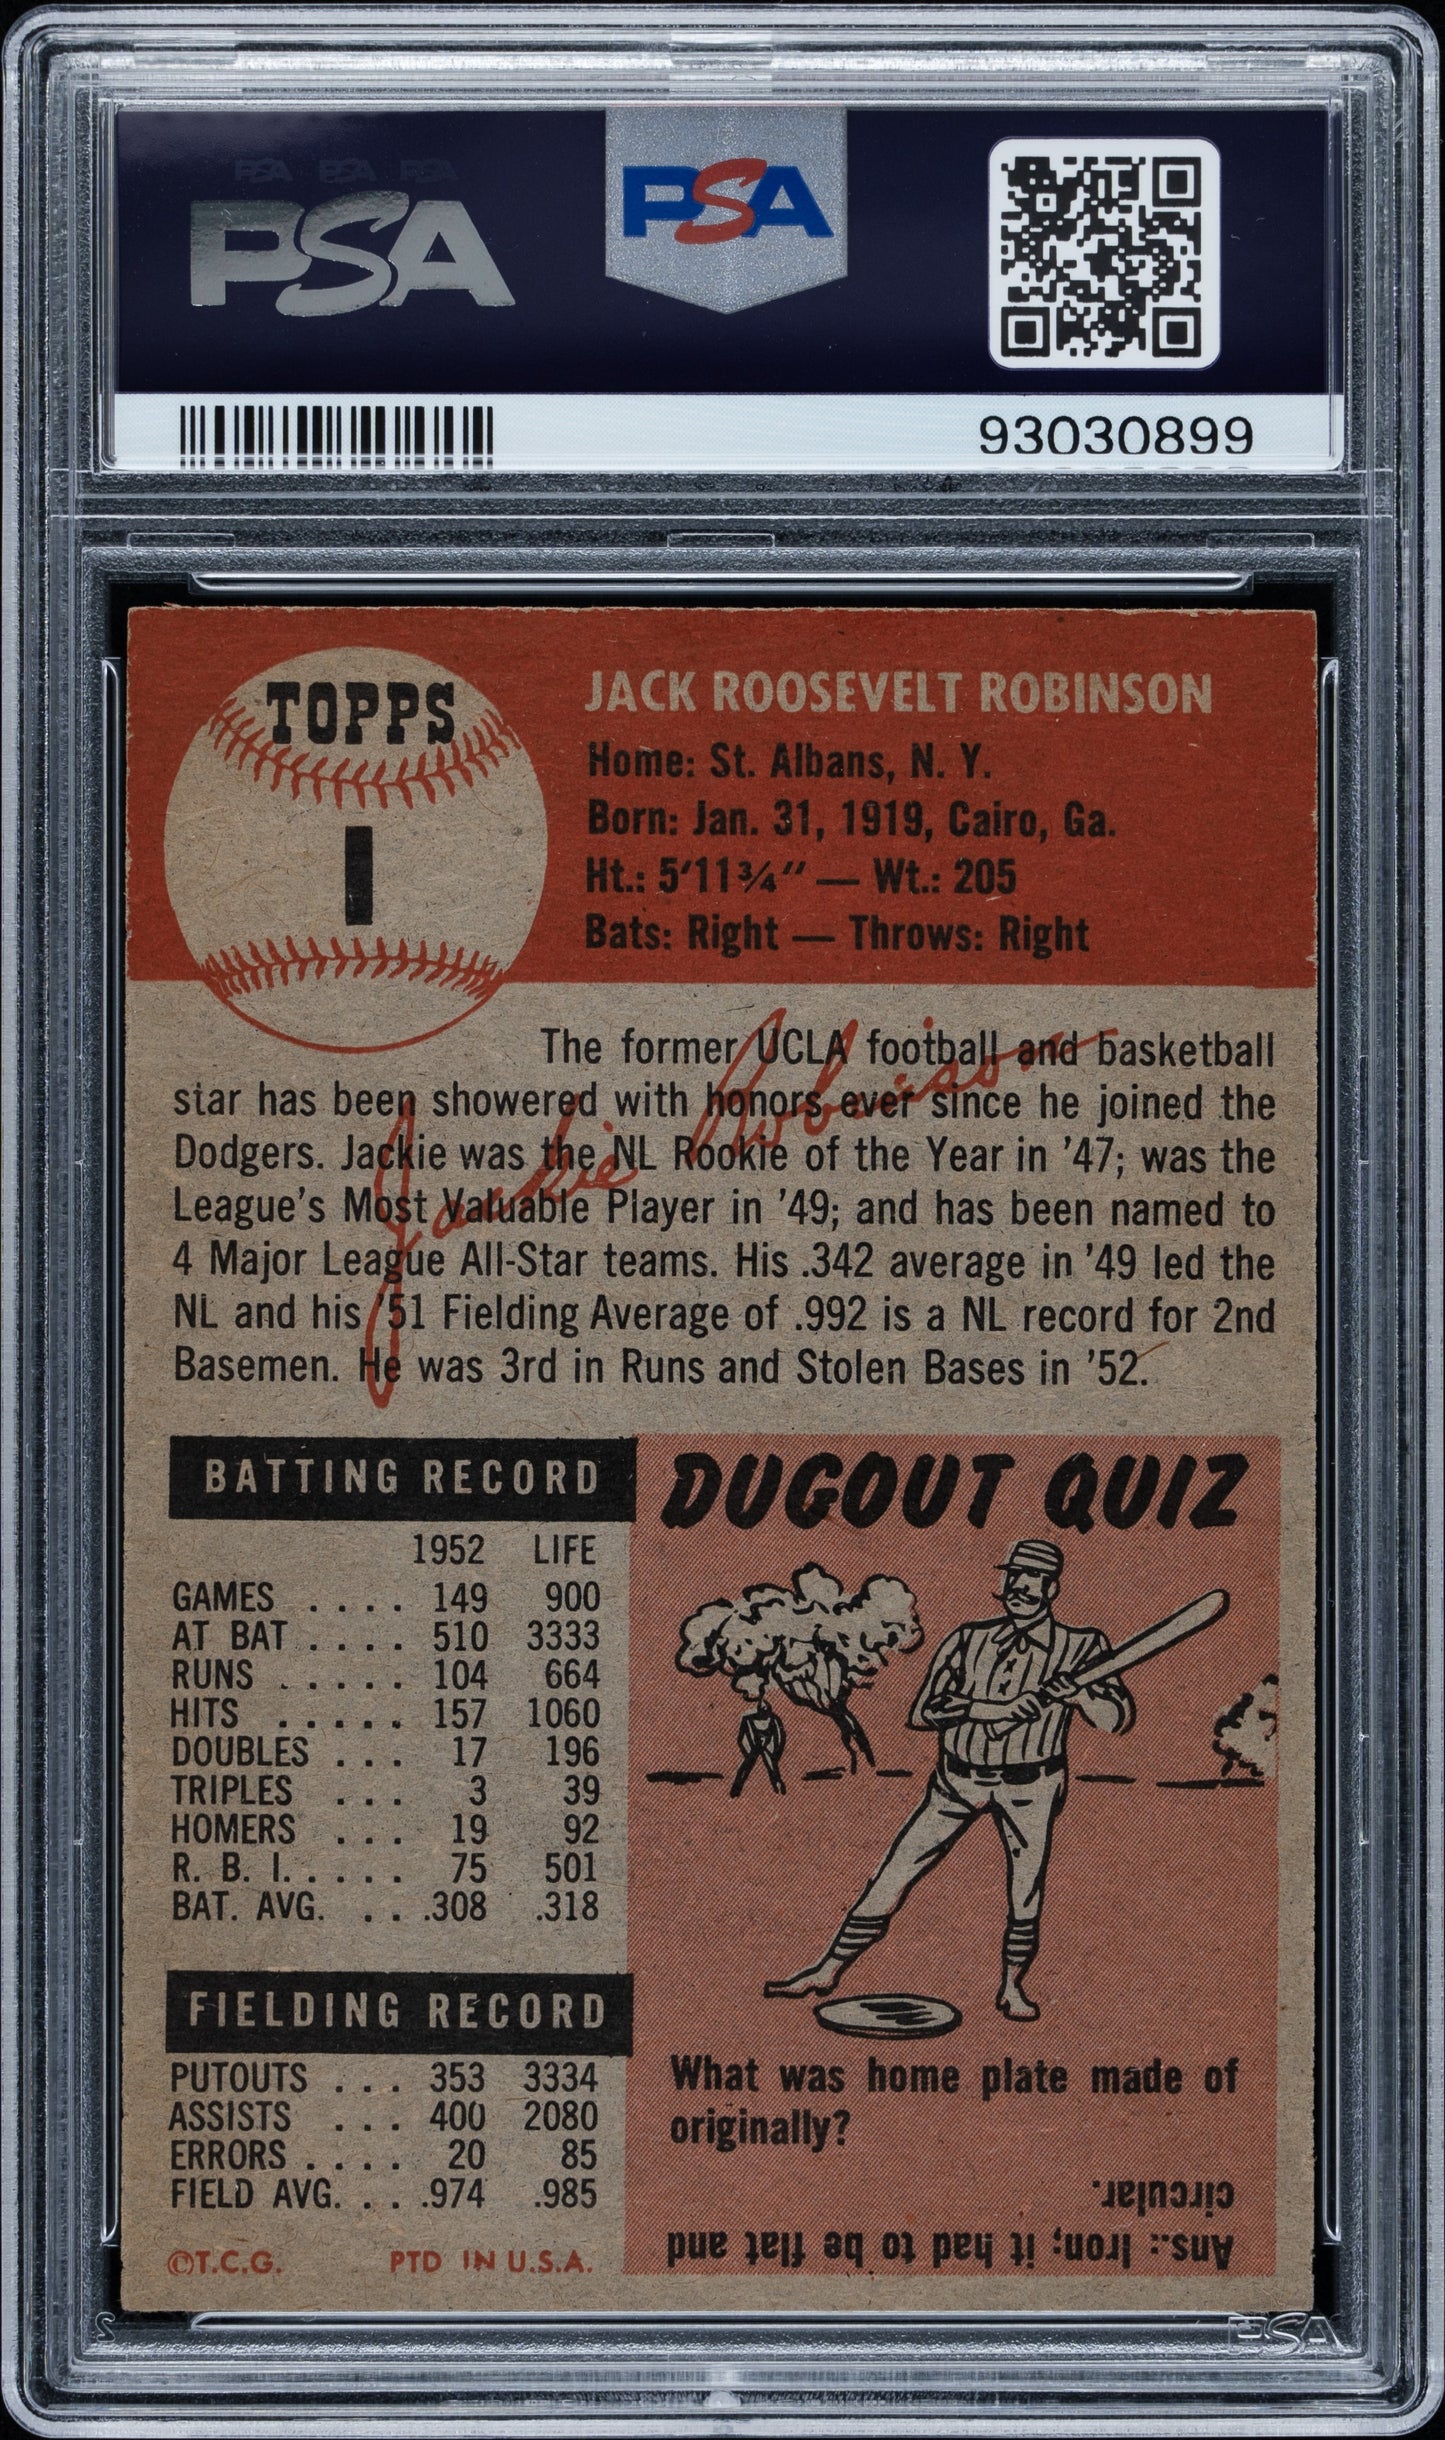 PSA PSA PSA
PSA
PSA
93030899
TOPPS
1
JACK ROOSEVELT ROBINSON
Home: St. Albans, N. Y.
Born: Jan. 31, 1919, Cairo, Ga.
Ht.: 5'11¾" — Wt.: 205
Bats: Right — Throws: Right
The former UCLA football and basketball
star has been showered with honors ever since he joined the
Dodgers. Jackie was the NL Rookie of the Year in '47; was the
League's Most Valuable Player in '49; and has been named to
4 Major League All-Star teams. His .342 average in '49 led the
NL and his '51 Fielding Average of .992 is a NL record for 2nd
Basemen. He was 3rd in Runs and Stolen Bases in '52.
Jackie Robinson
BATTING RECORD
1952 LIFE
GAMES .... 149 900
AT BAT .... 510 3333
RUNS ..... 104 664
HITS ..... 157 1060
DOUBLES ... 17 196
TRIPLES ... 3 39
HOMERS ... 19 92
R. B. I. .... 75 501
BAT. AVG. ... .308 .318
FIELDING RECORD
PUTOUTS ... 353 3334
ASSISTS ... 400 2080
ERRORS .... 20 85
FIELD AVG. ... .974 .985
©T.C.G. PTD IN U.S.A.
DUGOUT QUIZ
What was home plate made of
originally?
Ans.: Iron; it had to be flat and
circular.
PSA